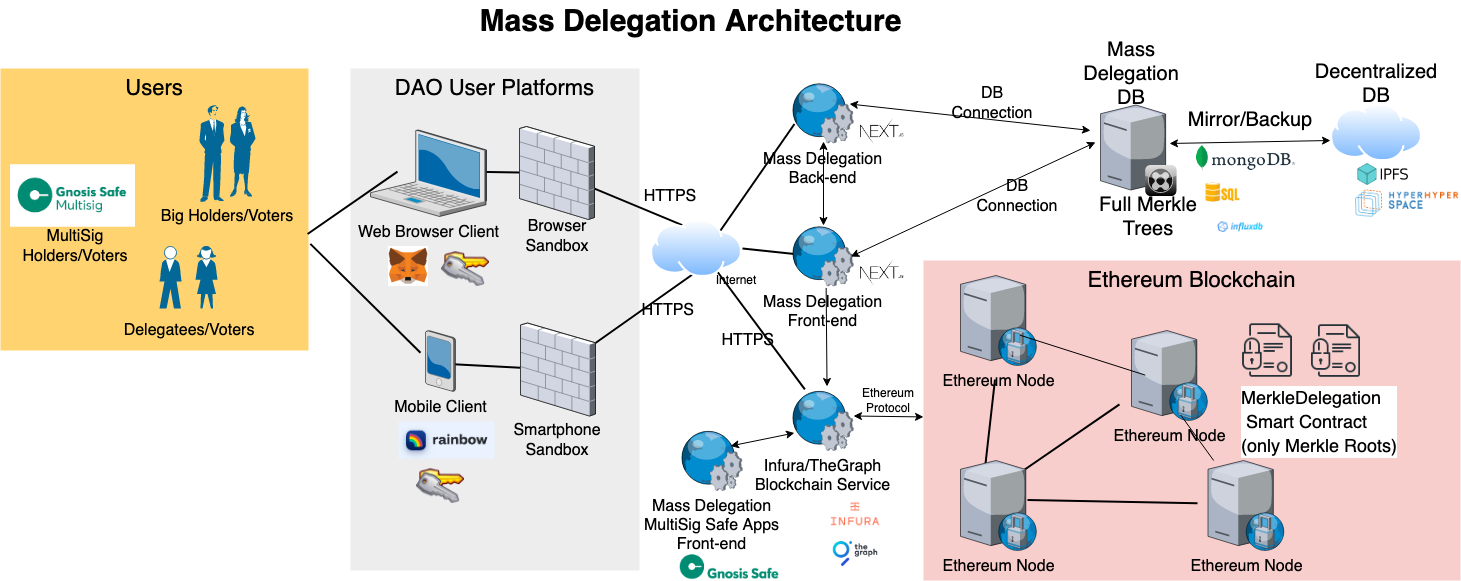 Mass Delegation Architecture
Users
Gnosis Safe
Multisig
MultiSig
Holders/Voters
Big Holders/Voters
Delegatees/Voters
DAO User Platforms
Web Browser Client
Browser
Sandbox
Mobile Client
rainbow
Smartphone
Sandbox
HTTPS
HTTPS
HTTPS
Internet
NEXT.JS
Mass Delegation
Back-end
NEXT.JS
Mass Delegation
Front-end
DB
Connection
DB
Connection
Mass
Delegation
DB
Full Merkle
Trees
Mirror/Backup
mongoDB
SQL
influxdb
Decentralized
DB
IPFS
HYPERHYPER
SPACE
Ethereum
Protocol
Infura/TheGraph
Blockchain Service
INFURA
the
graph
Mass Delegation
MultiSig Safe Apps
Front-end
Gnosis Safe
Ethereum Blockchain
Ethereum Node
Ethereum Node
Ethereum Node
Ethereum Node
MerkleDelegation
Smart Contract
(only Merkle Roots)